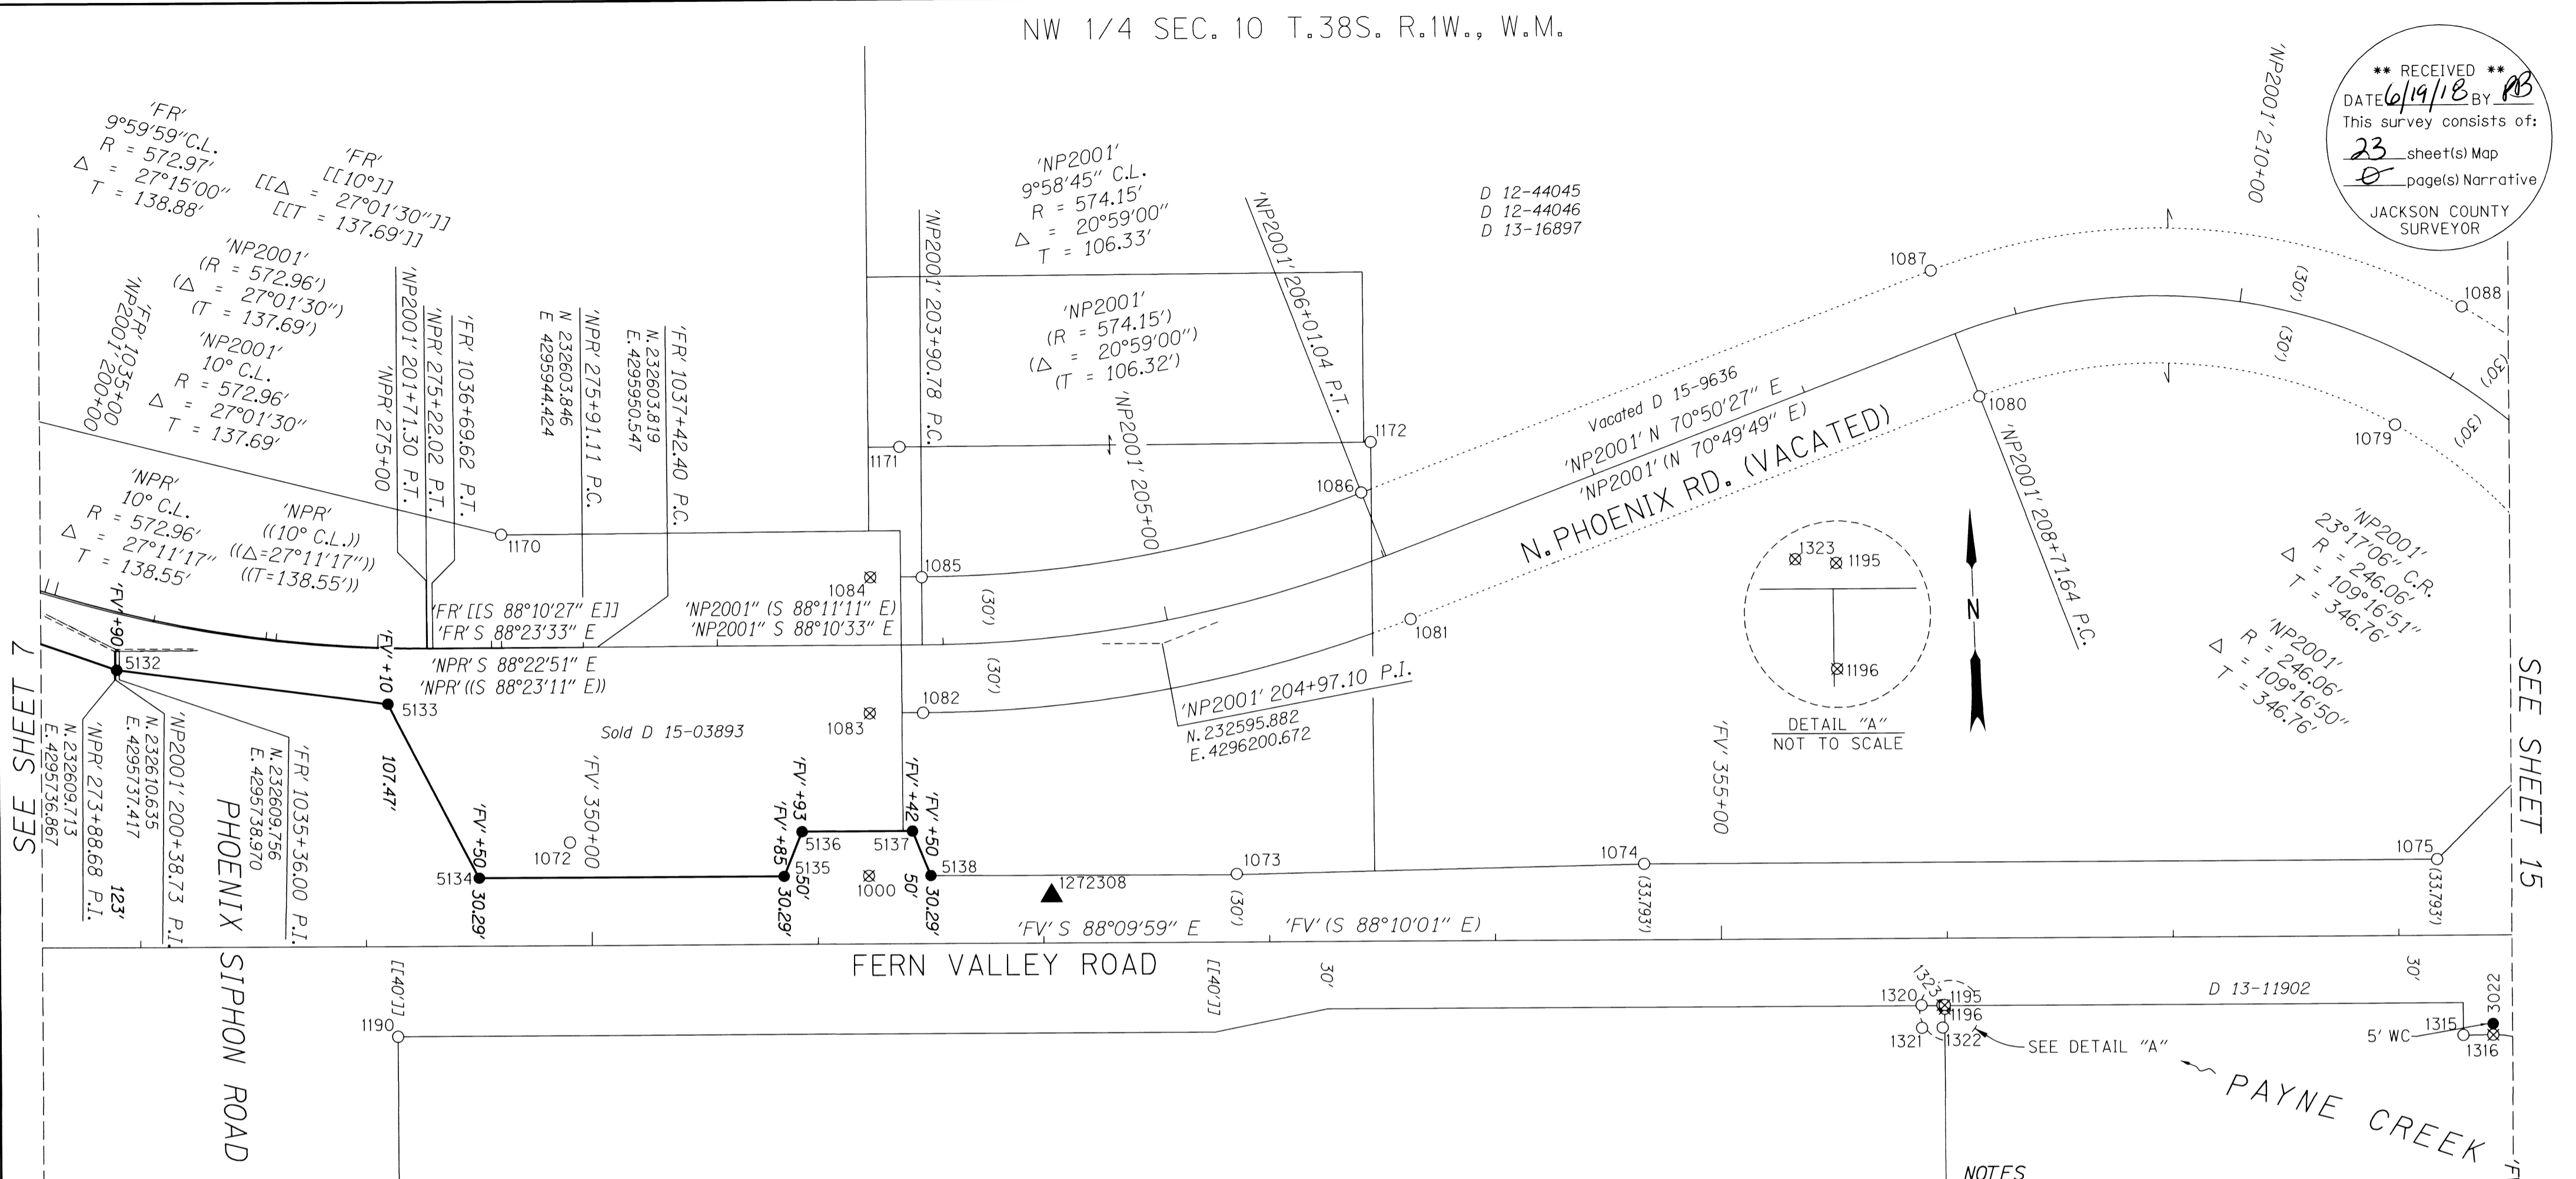 NW 1/4 SEC. 10 T.38S. R.1W., W.M.
** RECEIVED **
DATE 6/19/18 BY PB
This survey consists of:
23 sheet(s) Map
0 page(s) Narrative
JACKSON COUNTY
SURVEYOR
'FR'
9°59'59"C.L.
R = 572.97'
Δ = 27°15'00"
T = 138.88'
'FR'
[[10°]]
[[Δ = 27°01'30"]]
[[T = 137.69']]
'NP2001'
(R = 572.96')
(Δ = 27°01'30")
(T = 137.69')
'NP2001'
10° C.L.
R = 572.96'
Δ = 27°01'30"
T = 137.69'
'FR' 1035+00
'NP2001' 200+00
'NPR'
10° C.L.
R = 572.96'
Δ = 27°11'17"
T = 138.55'
'NPR'
((10° C.L.))
((Δ=27°11'17"))
((T=138.55'))
'NPR' 275+00
'NP2001' 201+71.30 P.T.
'NPR' 275+22.02 P.T.
'FR' 1036+69.62 P.T.
'NPR' 275+91.11 P.C.
N 232603.846
E 4295944.424
'FR' 1037+42.40 P.C.
N.232603.819
E.4295950.547
'NP2001' 203+90.78 P.C.
'NP2001'
9°58'45" C.L.
R = 574.15'
Δ = 20°59'00"
T = 106.33'
'NP2001'
(R = 574.15')
(Δ = 20°59'00")
(T = 106.32')
'NP2001' 205+00
'NP2001' 206+01.04 P.T.
D 12-44045
D 12-44046
D 13-16897
'NP2001' 210+00
1087
1088
(30')
(30')
(30')
(30')
1080
1079
1170
1171
1172
1086
1085
1084
1083
1082
1081
Vacated D 15-9636
'NP2001' N 70°50'27" E
'NP2001' (N 70°49'49" E)
N. PHOENIX RD. (VACATED)
'NP2001' 208+71.64 P.C.
'NP2001'
23°17'06" C.R.
R = 246.06'
Δ = 109°16'51"
T = 346.76'
'NP2001'
R = 246.06'
Δ = 109°16'50"
T = 346.76'
'FR' [[S 88°10'27" E]]
'FR' S 88°23'33" E
'NP2001" (S 88°11'11" E)
'NP2001" S 88°10'33" E
'NPR' S 88°22'51" E
'NPR' ((S 88°23'11" E))
(30')
(30')
'NP2001' 204+97.10 P.I.
N.232595.882
E.4296200.672
1323
1195
1196
DETAIL "A"
NOT TO SCALE
N
'FV' +90
5132
'FV' +10
5133
107.47'
'NPR' 273+88.68 P.I.
N.232609.713
E.4295736.867
123'
'NP2001' 200+38.73 P.I.
N.232610.635
E.4295737.417
'FR' 1035+36.00 P.I.
N.232609.756
E.4295738.970
Sold D 15-03893
'FV' 350+00
'FV' +50
5134
30.29'
1072
'FV' +93
'FV' +85
5136
5135
50'
30.29'
'FV' +42
'FV' +50
5137
5138
50'
30.29'
1000
1272308
1073
(30')
1074
(33.793')
1075
(33.793')
'FV' 355+00
'FV' S 88°09'59" E
'FV' (S 88°10'01" E)
FERN VALLEY ROAD
PHOENIX SIPHON ROAD
SEE SHEET 7
SEE SHEET 15
[[40']]
[[40']]
30'
30'
1190
1323
1320
1195
1196
1321
1322
SEE DETAIL "A"
D 13-11902
3022
1315
5' WC
1316
PAYNE CREEK
NOTES